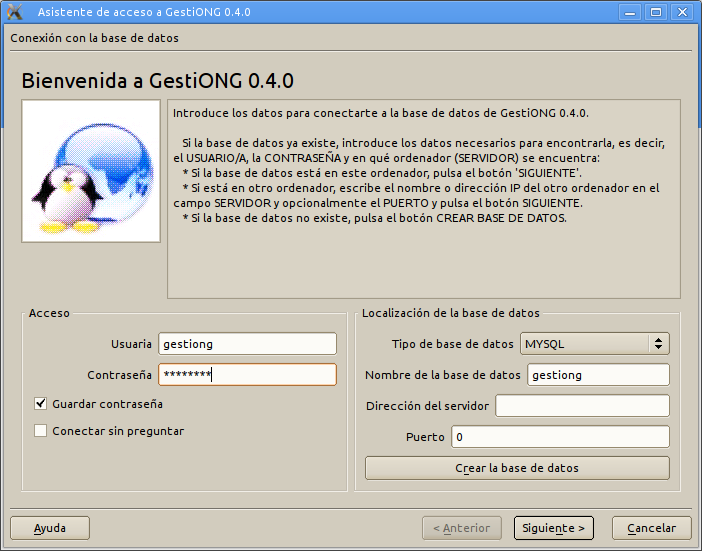 Asistente de acceso a GestiONG 0.4.0
Conexión con la base de datos
Bienvenida a GestiONG 0.4.0
Introduce los datos para conectarte a la base de datos de GestiONG 0.4.0.
Si la base de datos ya existe, introduce los datos necesarios para encontrarla, es decir,
el USUARIO/A, la CONTRASEÑA y en qué ordenador (SERVIDOR) se encuentra:
* Si la base de datos está en este ordenador, pulsa el botón 'SIGUIENTE'.
* Si está en otro ordenador, escribe el nombre o dirección IP del otro ordenador en el
campo SERVIDOR y opcionalmente el PUERTO y pulsa el botón SIGUIENTE.
* Si la base de datos no existe, pulsa el botón CREAR BASE DE DATOS.
Acceso
Usuaria gestiong
Contraseña ********
Guardar contraseña
Conectar sin preguntar
Localización de la base de datos
Tipo de base de datos MYSQL
Nombre de la base de datos gestiong
Dirección del servidor
Puerto 0
Crear la base de datos
Ayuda
< Anterior
Siguiente >
Cancelar